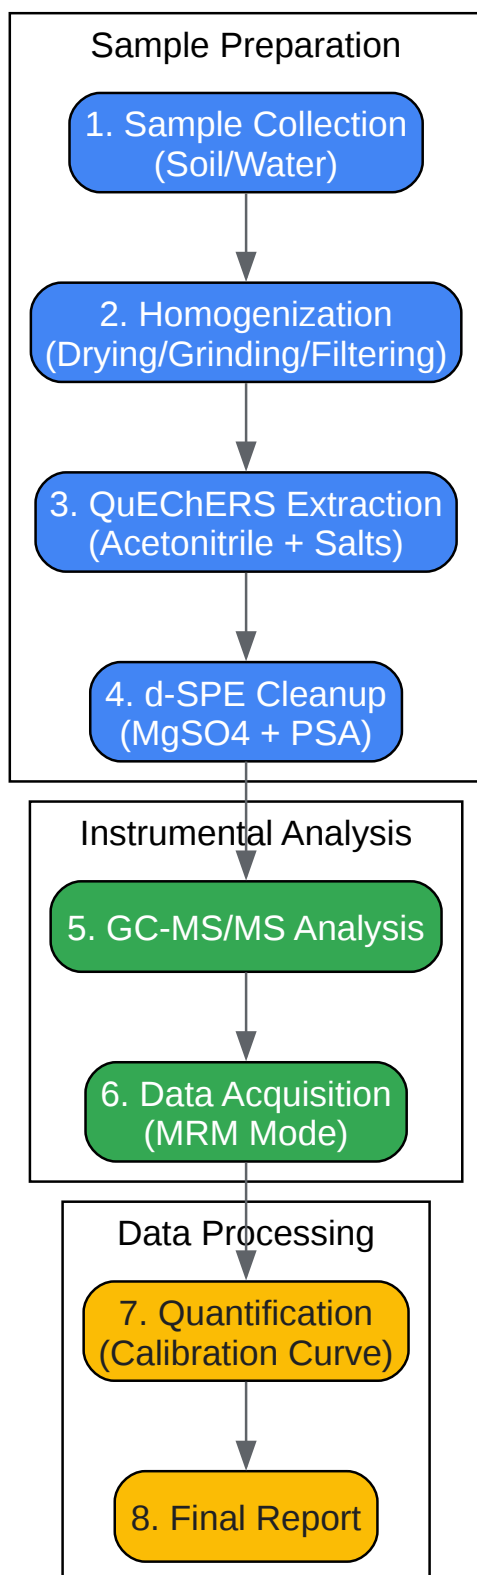 Sample Preparation
1. Sample Collection
(Soil/Water)
2. Homogenization
(Drying/Grinding/Filtering)
3. QuEChERS Extraction
(Acetonitrile + Salts)
4. d-SPE Cleanup
(MgSO4 + PSA)
Instrumental Analysis
5. GC-MS/MS Analysis
6. Data Acquisition
(MRM Mode)
Data Processing
7. Quantification
(Calibration Curve)
8. Final Report